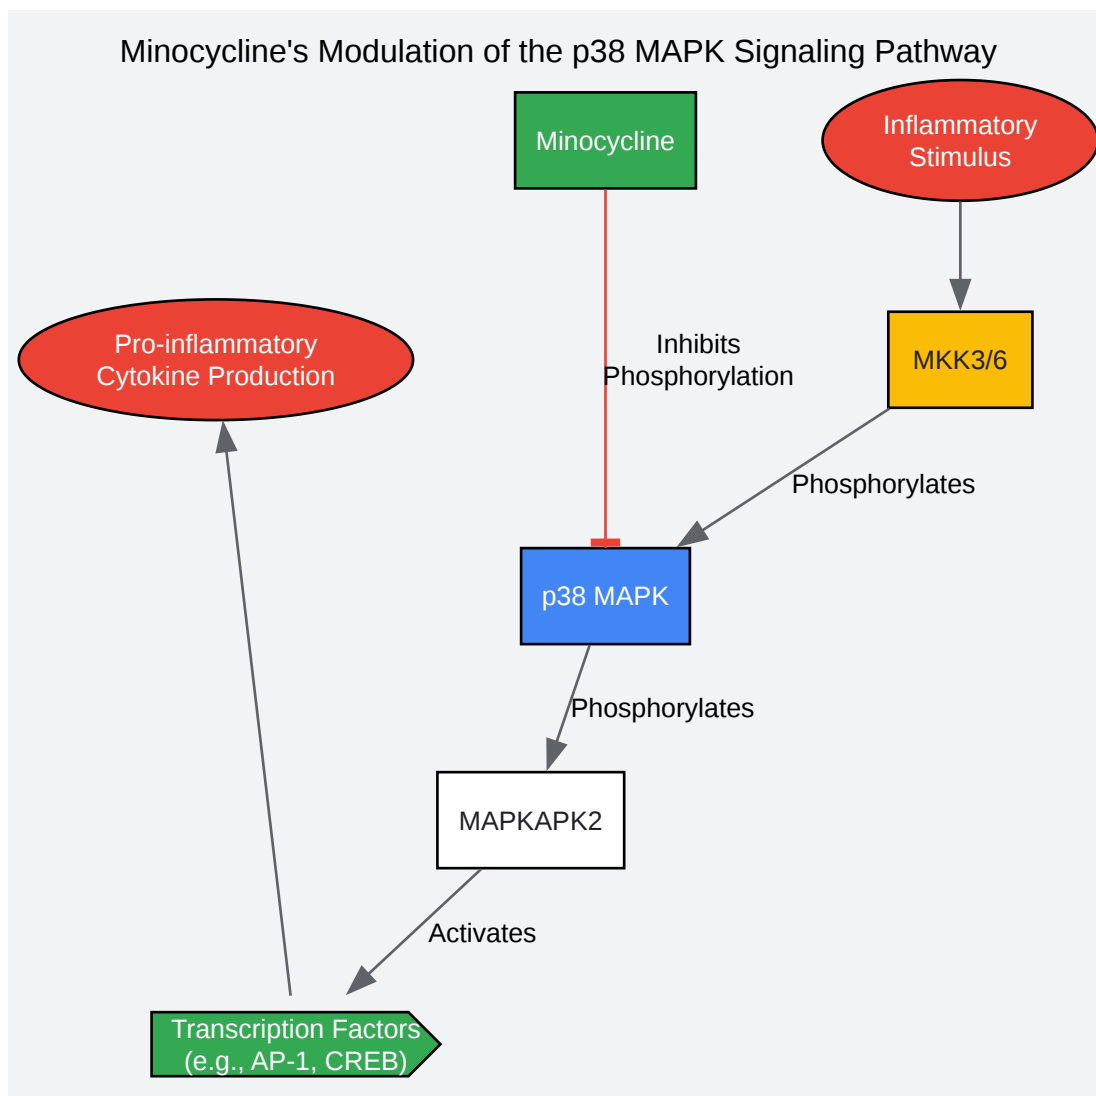 Minocycline's Modulation of the p38 MAPK Signaling Pathway
Minocycline
Inflammatory
Stimulus
Pro-inflammatory
Cytokine Production
Inhibits
Phosphorylation
MKK3/6
Phosphorylates
p38 MAPK
Phosphorylates
MAPKAPK2
Activates
Transcription Factors
(e.g., AP-1, CREB)